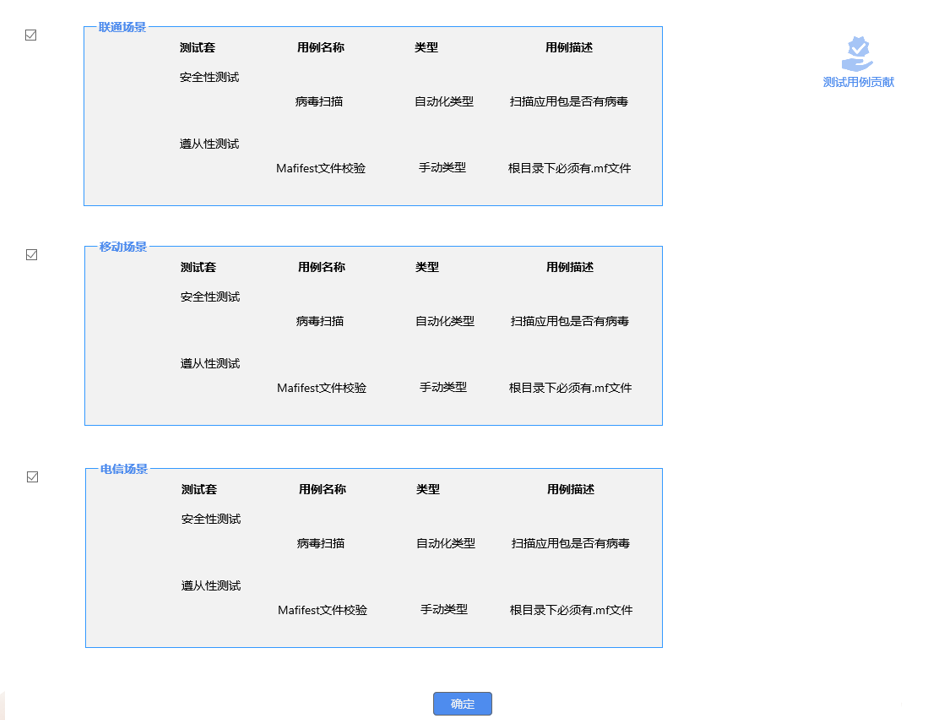 联通场景
测试套 用例名称 类型 用例描述
安全性测试
病毒扫描 自动化类型 扫描应用包是否有病毒
遵从性测试
Mafifest文件校验 手动类型 根目录下必须有.mf文件
测试用例贡献
移动场景
测试套 用例名称 类型 用例描述
安全性测试
病毒扫描 自动化类型 扫描应用包是否有病毒
遵从性测试
Mafifest文件校验 手动类型 根目录下必须有.mf文件
电信场景
测试套 用例名称 类型 用例描述
安全性测试
病毒扫描 自动化类型 扫描应用包是否有病毒
遵从性测试
Mafifest文件校验 手动类型 根目录下必须有.mf文件
确定